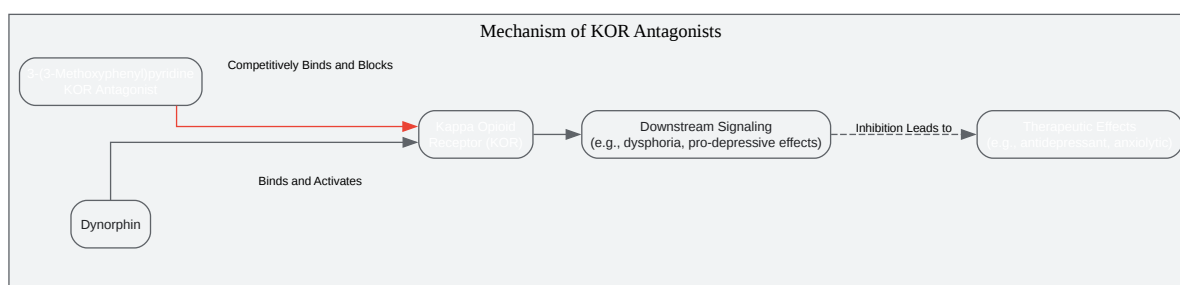 Mechanism of KOR Antagonists
3-(3-Methoxyphenyl)pyridine
KOR Antagonist
Competitively Binds and Blocks
Kappa Opioid
Receptor (KOR)
Downstream Signaling
(e.g., dysphoria, pro-depressive effects)
Inhibition Leads to
Therapeutic Effects
(e.g., antidepressant, anxiolytic)
Binds and Activates
Dynorphin